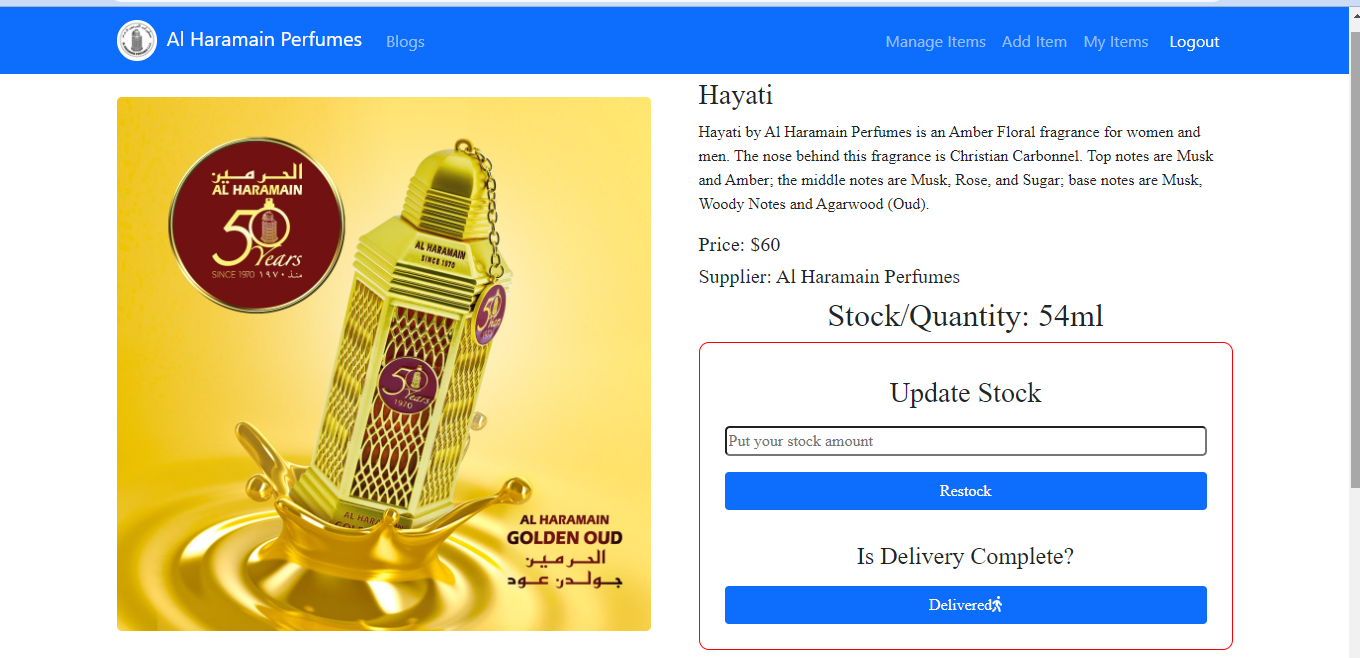 Al Haramain Perfumes
Blogs
Manage Items
Add Item
My Items
Logout
الحرمين
AL HARAMAIN
50
Years
SINCE 1970 منذ ١٩٧٠
AL HARAMAIN
SINCE 1970
50
50
Years
1970
AL HARAMAIN
GOLDEN OUD
الحرمين
جولدن عود
Hayati
Hayati by Al Haramain Perfumes is an Amber Floral fragrance for women and
men. The nose behind this fragrance is Christian Carbonnel. Top notes are Musk
and Amber; the middle notes are Musk, Rose, and Sugar; base notes are Musk,
Woody Notes and Agarwood (Oud).
Price: $60
Supplier: Al Haramain Perfumes
Stock/Quantity: 54ml
Update Stock
Put your stock amount
Restock
Is Delivery Complete?
Delivered